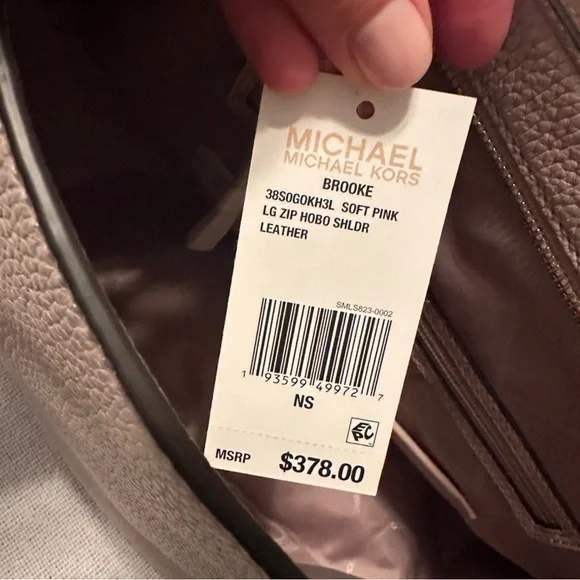 MICHAEL
MICHAEL KORS
BROOKE
38S0G0KH3L SOFT PINK
LG ZIP HOBO SHLDR
LEATHER
SMLS823-0002
1 93599 49972 7
NS
EPC
MSRP $378.00